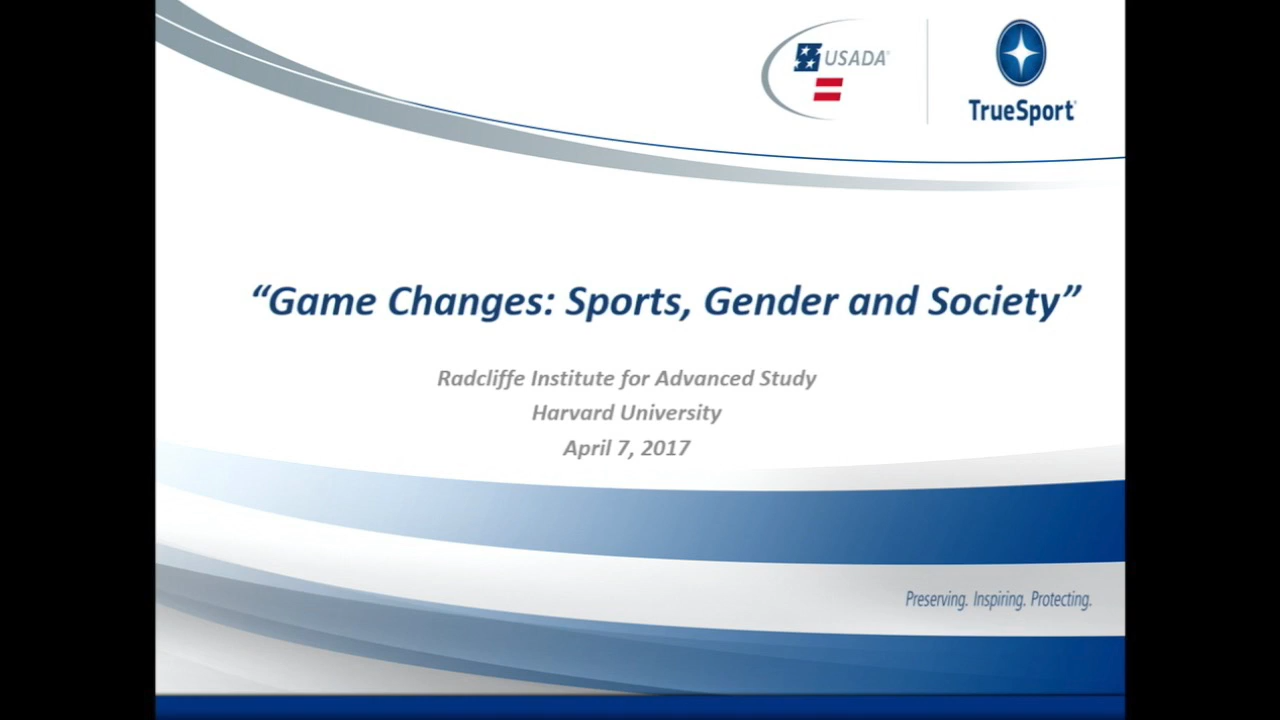 USADA®
TrueSport®
“Game Changes: Sports, Gender and Society”
Radcliffe Institute for Advanced Study
Harvard University
April 7, 2017
Preserving. Inspiring. Protecting.